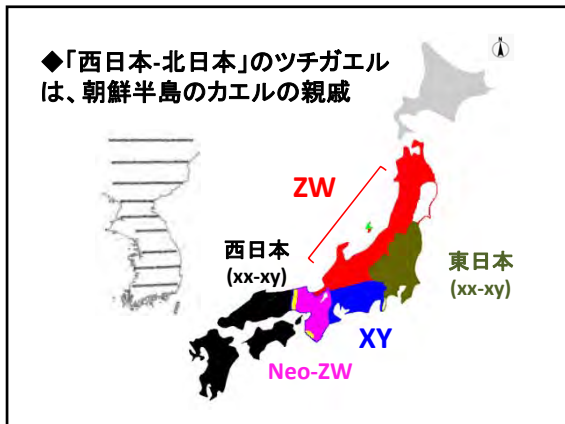 ◆「西日本-北日本」のツチガエル
は、朝鮮半島のカエルの親戚
N
ZW
西日本
(xx-xy)
東日本
(xx-xy)
XY
Neo-ZW